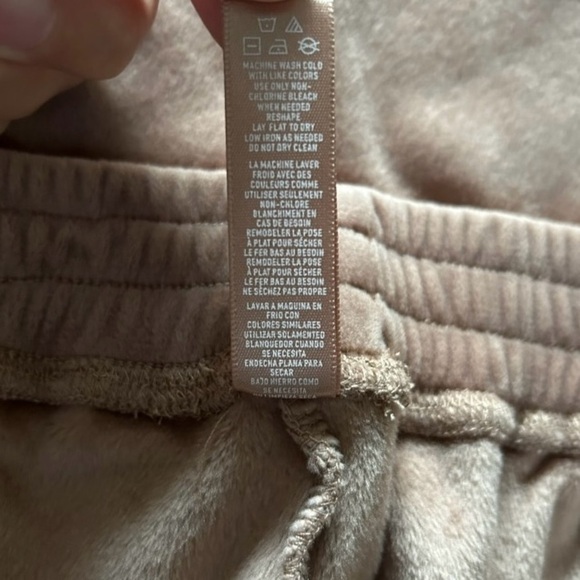 MACHINE WASH COLD
WITH LIKE COLORS
USE ONLY NON-
CHLORINE BLEACH
WHEN NEEDED
RESHAPE
LAY FLAT TO DRY
LOW IRON AS NEEDED
DO NOT DRY CLEAN
LA MACHINE LAVER
FROID AVEC DES
COULEURS COMME
UTILISER SEULEMENT
NON-CHLORE
BLANCHIMENT EN
CAS DE BESOIN
REMODELER LA POSE
À PLAT POUR SÉCHER
LE FER BAS AU BESOIN
REMODELER LA POSE
À PLAT POUR SÉCHER
LE FER BAS AU BESOIN
NE SÉCHEZ PAS PROPRE
LAVAR A MAQUINA EN
FRIO CON
COLORES SIMILARES
UTILIZAR SOLAMENTO
BLANQUEDOR CUANDO
SE NECESITA
ENDECHA PLANA PARA
SECAR
BAJO HIERRO COMO
SE NECESITA